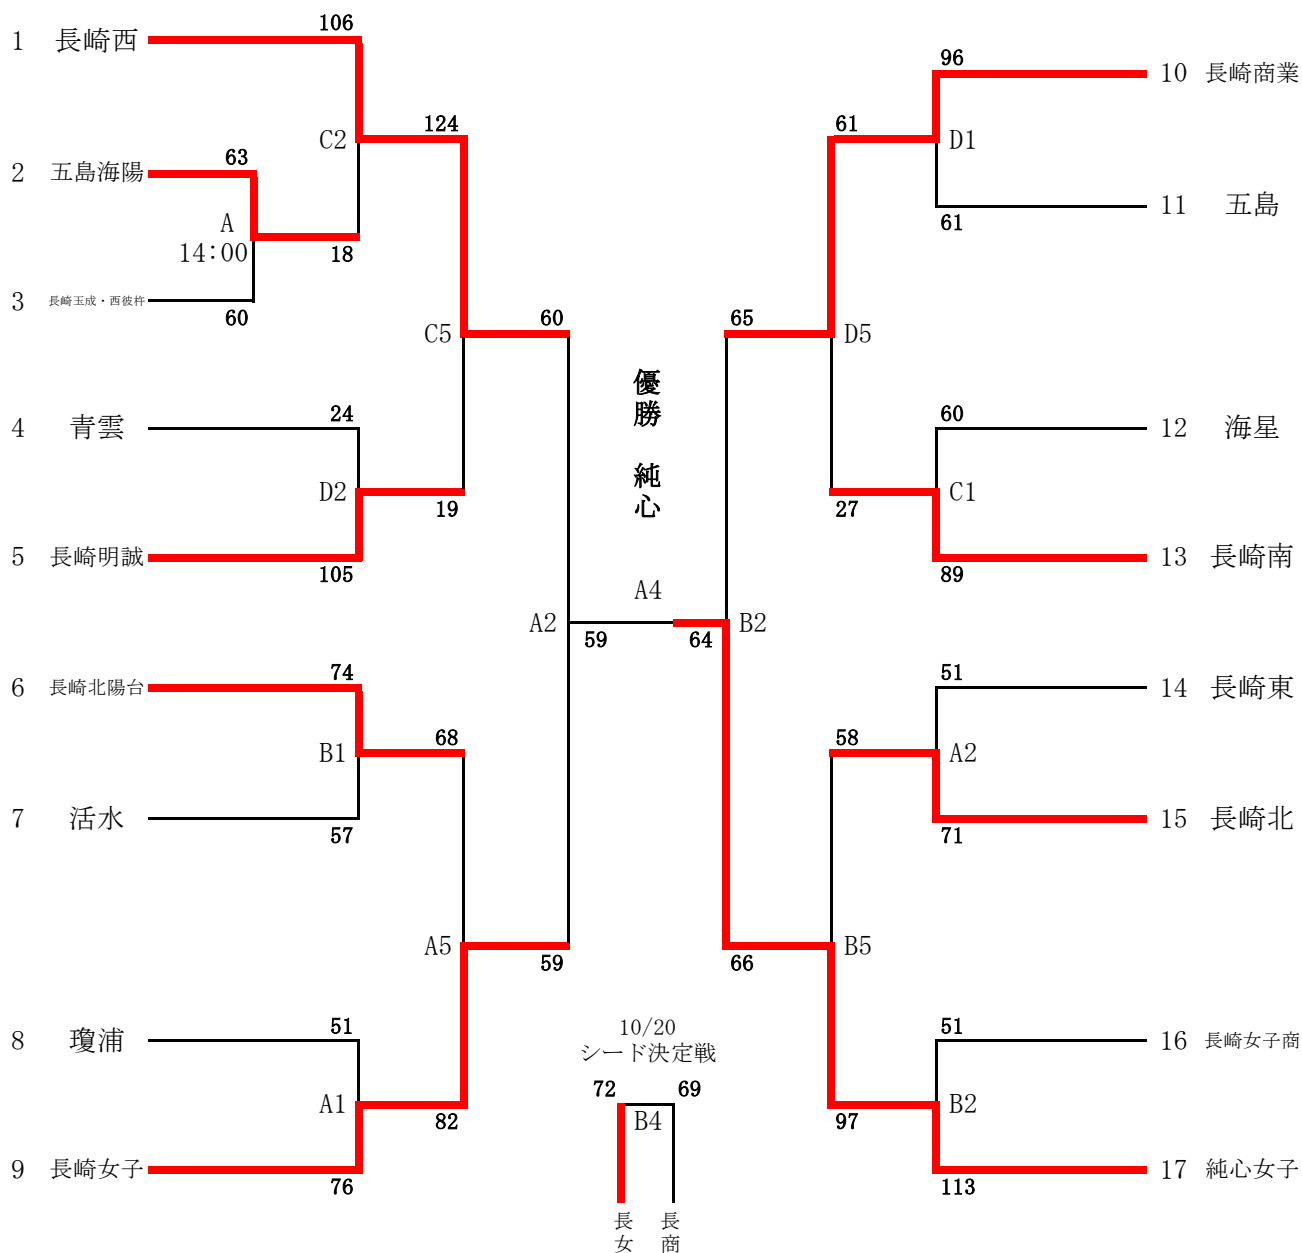 1 長崎西
106
2 五島海陽
63
A
14:00
3 長崎玉成・西彼杵
60
C2
18
124
4 青雲
24
D2
5 長崎明誠
105
19
C5
60
6 長崎北陽台
74
B1
7 活水
57
68
A5
8 瓊浦
51
A1
9 長崎女子
76
82
59
A2
59
優勝 純心
A4
64
B2
65
66
10 長崎商業
96
D1
11 五島
61
61
D5
12 海星
60
C1
13 長崎南
89
27
14 長崎東
51
A2
15 長崎北
71
58
B5
16 長崎女子商
51
B2
17 純心女子
113
97
10/20
シード決定戦
72 69
B4
長女
長商